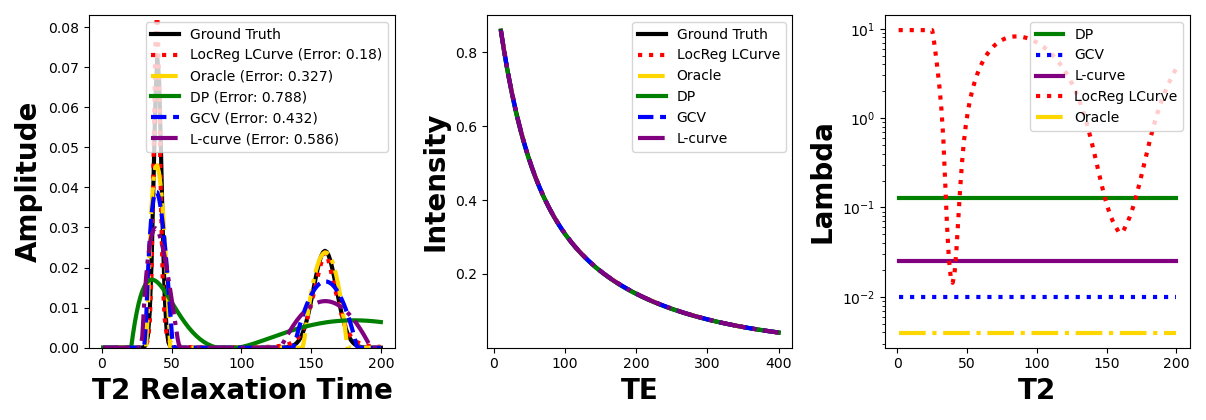 Amplitude
0.08
0.07
0.06
0.05
0.04
0.03
0.02
0.01
0.00
Ground Truth
LocReg LCurve (Error: 0.18)
Oracle (Error: 0.327)
DP (Error: 0.788)
GCV (Error: 0.432)
L-curve (Error: 0.586)
0 50 100 150 200
T2 Relaxation Time
Intensity
0.8
0.6
0.4
0.2
Ground Truth
LocReg LCurve
Oracle
DP
GCV
L-curve
0 100 200 300 400
TE
Lambda
10¹
10⁰
10⁻¹
10⁻²
DP
GCV
L-curve
LocReg LCurve
Oracle
0 50 100 150 200
T2